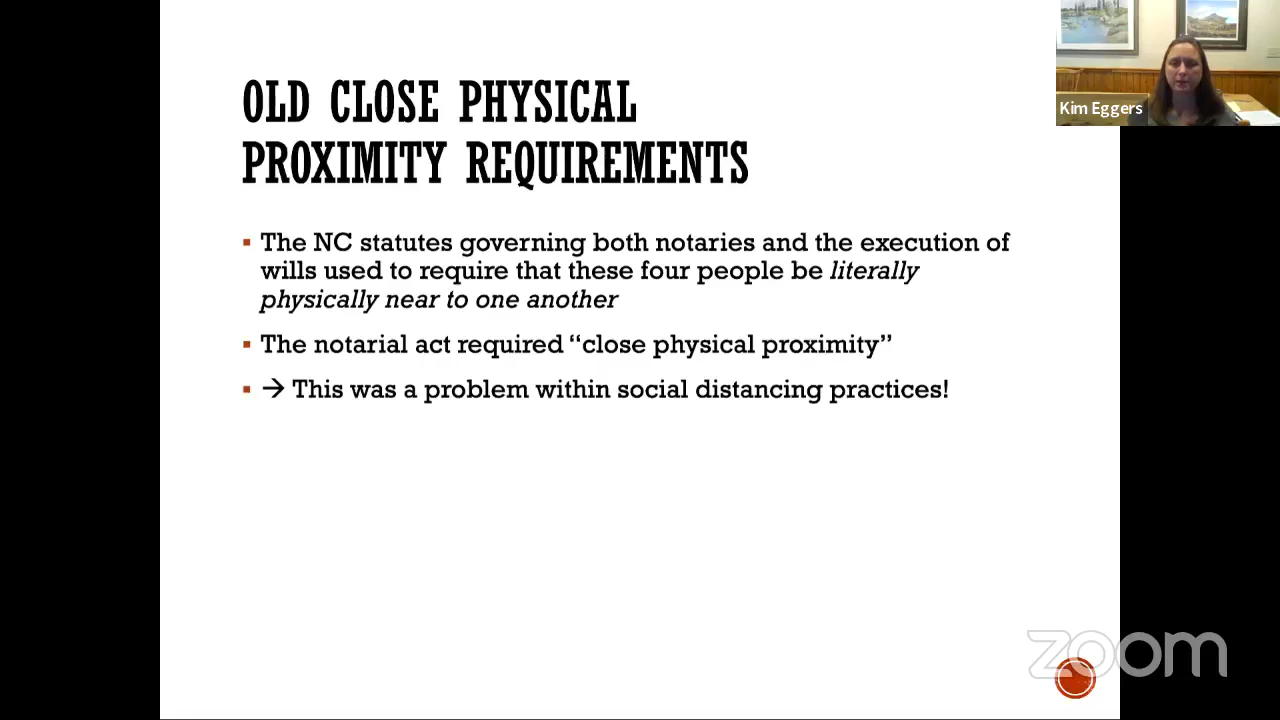 OLD CLOSE PHYSICAL
PROXIMITY REQUIREMENTS
Kim Eggers
▪ The NC statutes governing both notaries and the execution of
wills used to require that these four people be literally
physically near to one another
▪ The notarial act required “close physical proximity”
▪ → This was a problem within social distancing practices!
zoom